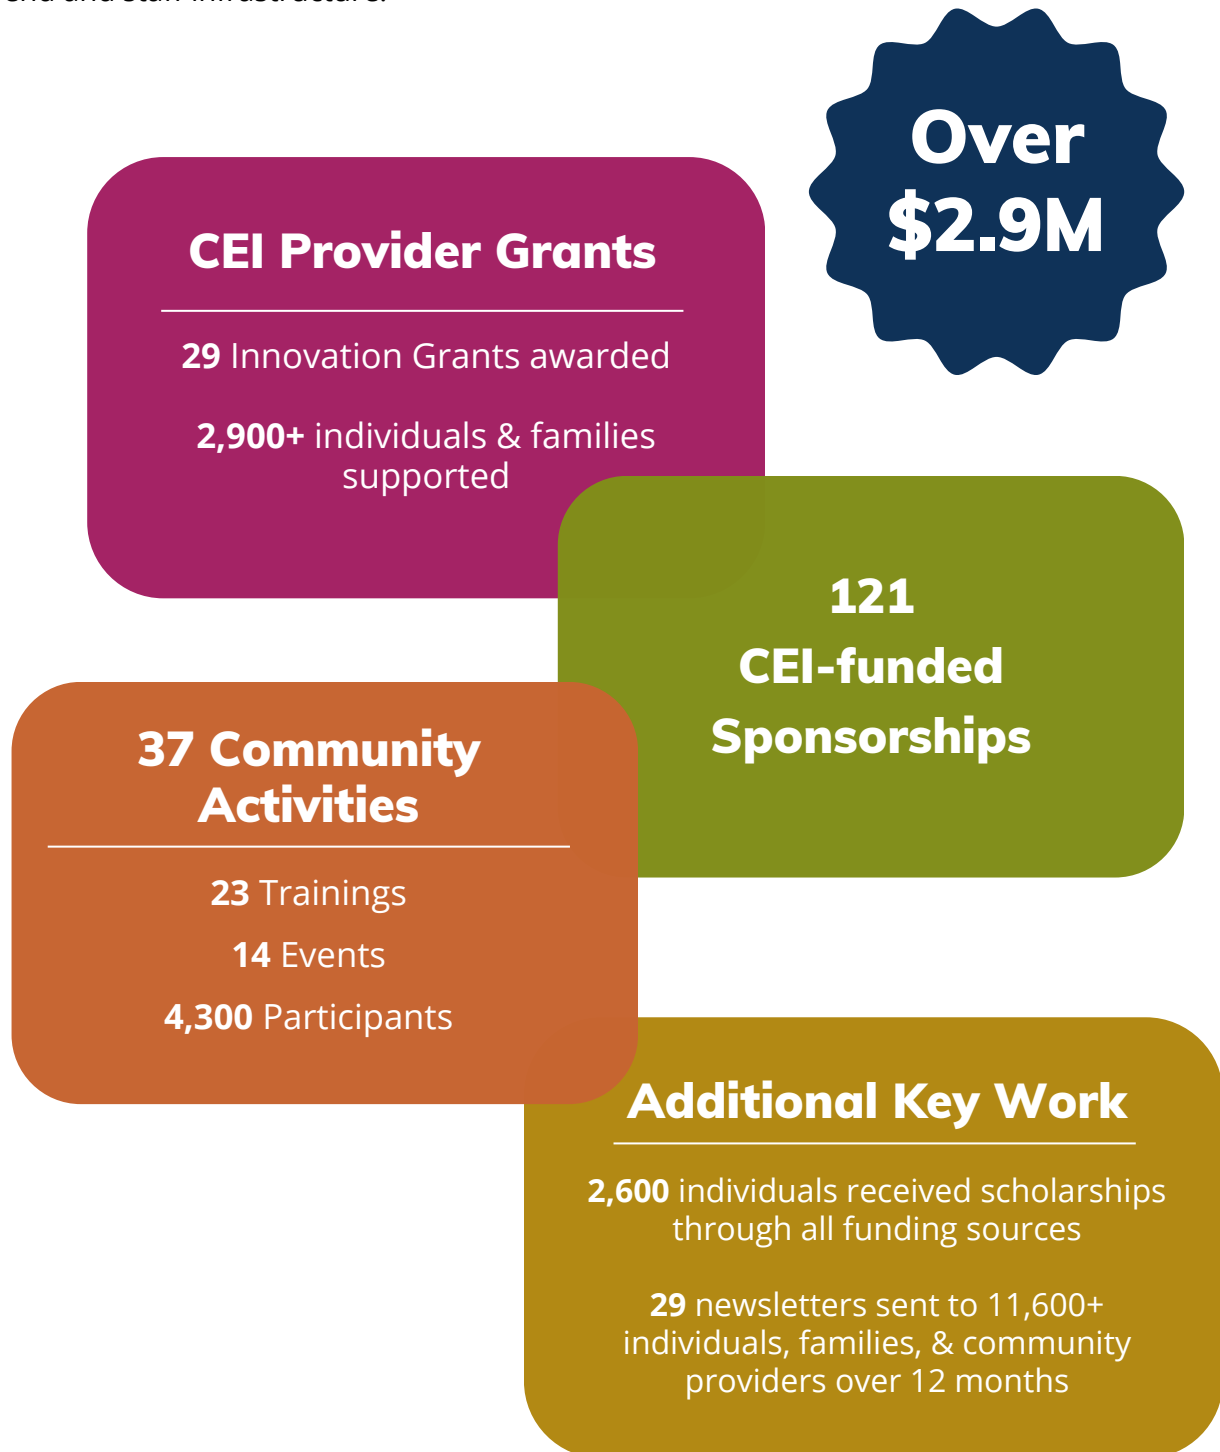 Over
$2.9M
CEI Provider Grants
29 Innovation Grants awarded
2,900+ individuals & families
supported
121
CEI-funded
Sponsorships
37 Community
Activities
23 Trainings
14 Events
4,300 Participants
Additional Key Work
2,600 individuals received scholarships
through all funding sources
29 newsletters sent to 11,600+
individuals, families, & community
providers over 12 months